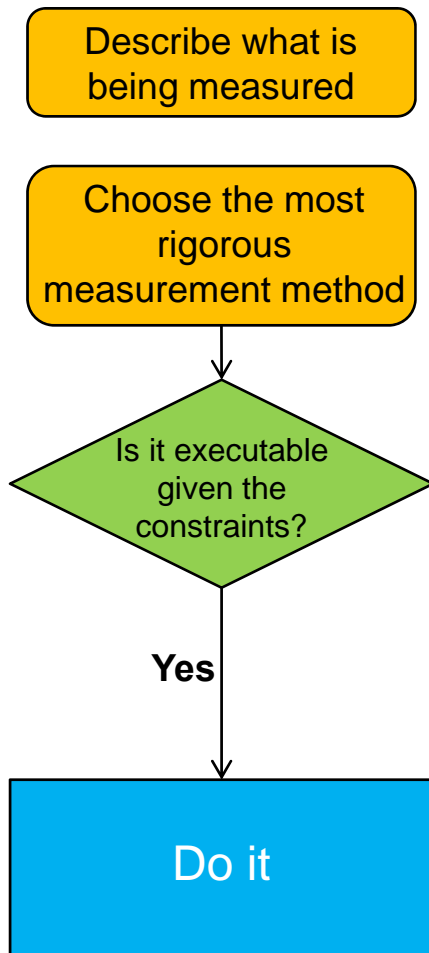 Describe what is
being measured
Choose the most
rigorous
measurement method
Is it executable
given the
constraints?
Yes
Do it